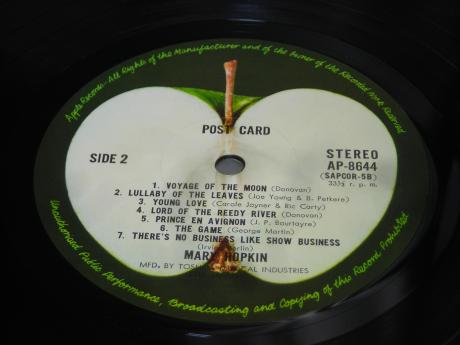 Apple Records-All Rights of the Manufacturer and of the Owner of the Recorded Work Reserved
POST CARD
SIDE 2
STEREO
AP-8644
(SAPCOR-5B)
33⅓ r. p. m.
1. VOYAGE OF THE MOON (Donovan)
2. LULLABY OF THE LEAVES (Joe Young & B. Petkere)
3. YOUNG LOVE (Carole Joyner & Ric Carty)
4. LORD OF THE REEDY RIVER (Donovan)
5. PRINCE EN AVIGNON (J. P. Bourtayre)
6. THE GAME (George Martin)
7. THERE'S NO BUSINESS LIKE SHOW BUSINESS
(Irving Berlin)
MARY HOPKIN
MFD. BY INDUSTRIES
Unauthorised Public Performance, Broadcasting and Copying of this Record Prohibited